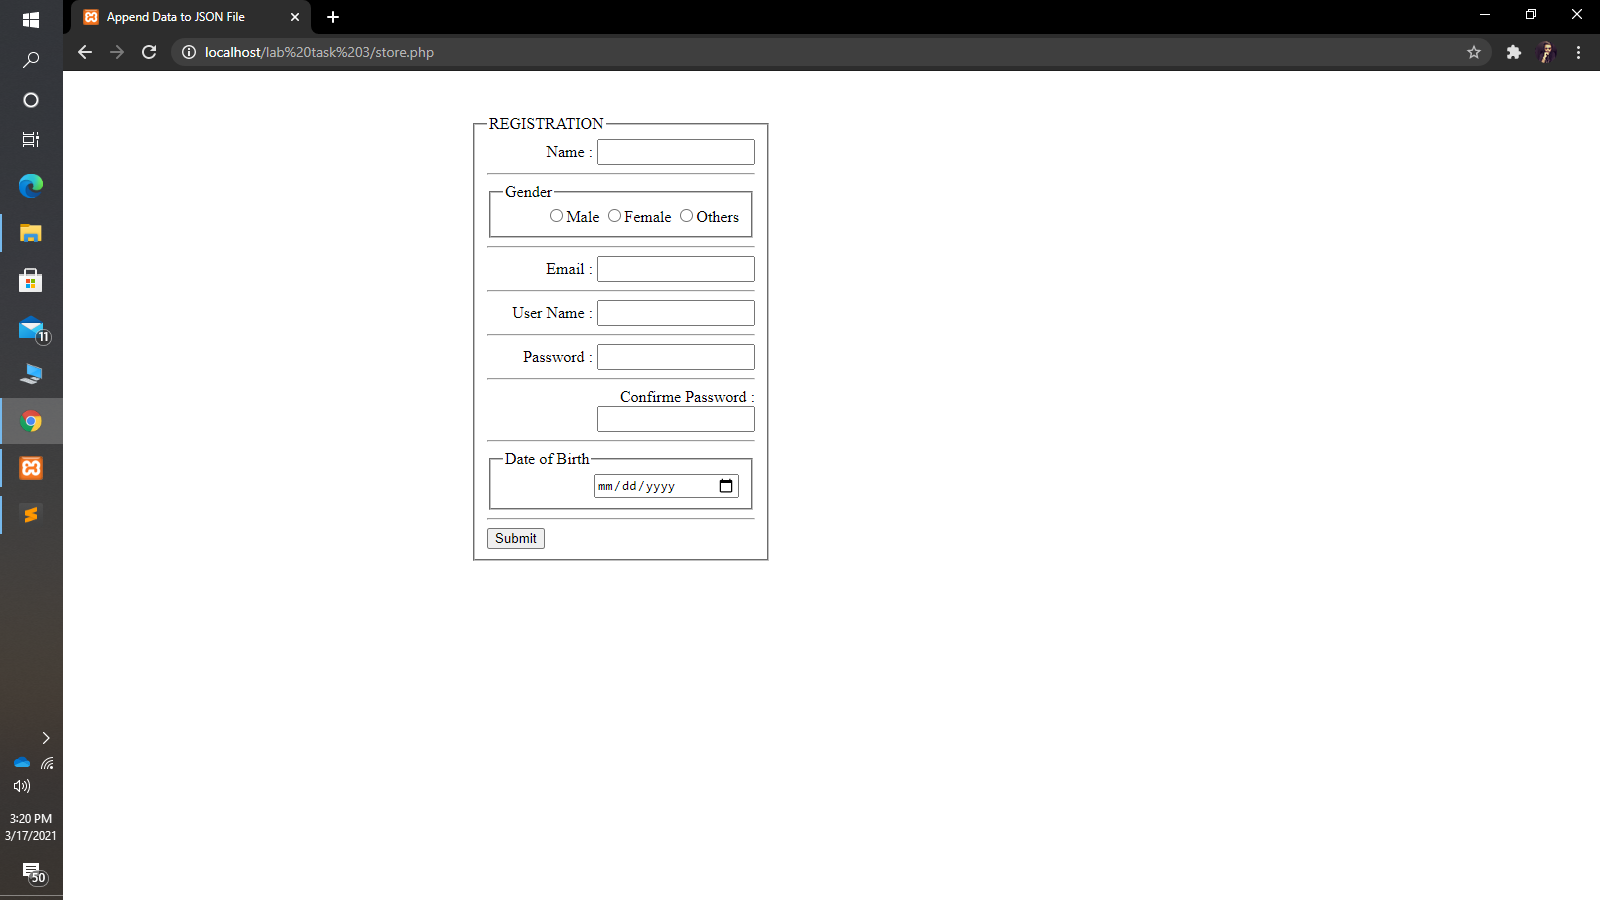 Append Data to JSON File
localhost/lab%20task%203/store.php
REGISTRATION
Name :
Gender
Male Female Others
Email :
User Name :
Password :
Confirme Password :
Date of Birth
mm/dd/yyyy
Submit
11
3:20 PM
3/17/2021
50